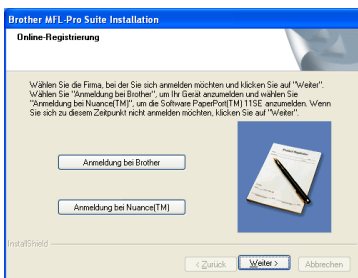 Brother MFL-Pro Suite Installation
Online-Registrierung
Wählen Sie die Firma, bei der Sie sich anmelden möchten und klicken Sie auf "Weiter".
Wählen Sie "Anmeldung bei Brother", um Ihr Gerät anzumelden und wählen Sie
"Anmeldung bei Nuance(TM)", um die Software PaperPort(TM) 11SE anzumelden. Wenn
Sie sich zu diesem Zeitpunkt nicht anmelden möchten, klicken Sie auf "Weiter".
Product Registration
Anmeldung bei Brother
Anmeldung bei Nuance(TM)
InstallShield
< Zurück
Weiter >
Abbrechen